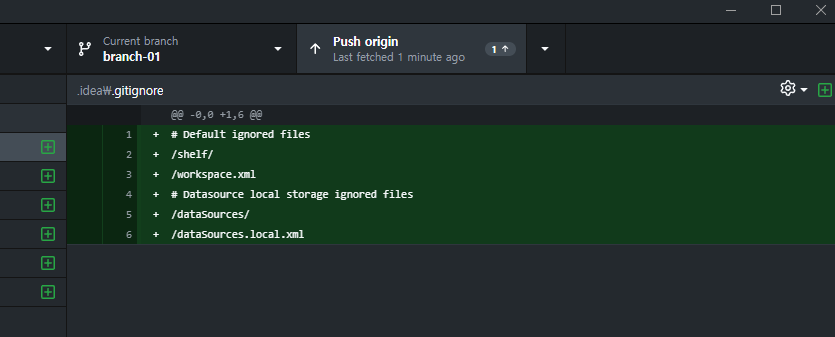 Current branch
branch-01
Push origin
Last fetched 1 minute ago
1
.idea₩.gitignore
@@ -0,0 +1,6 @@
1 + # Default ignored files
2 + /shelf/
3 + /workspace.xml
4 + # Datasource local storage ignored files
5 + /dataSources/
6 + /dataSources.local.xml